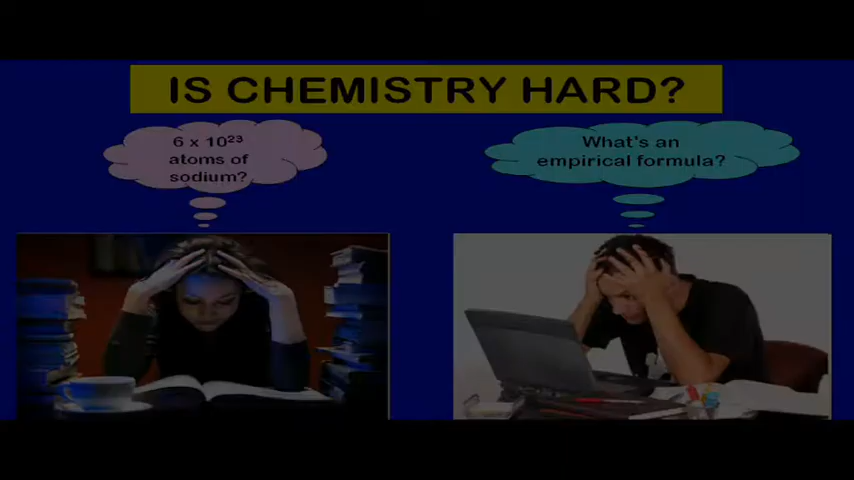 IS CHEMISTRY HARD?
6 x 10²³
atoms of
sodium?
What's an
empirical formula?